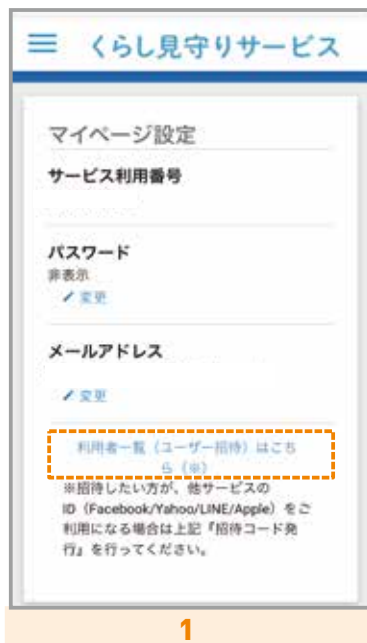 くらし見守りサービス
マイページ設定
サービス利用番号
パスワード
非表示
変更
メールアドレス
変更
利用者一覧（ユーザー招待）はこち
ら（※）
※招待したい方が、他サービスの
ID（Facebook/Yahoo/LINE/Apple）をご
利用になる場合は上記『招待コード発
行』を行ってください。
1